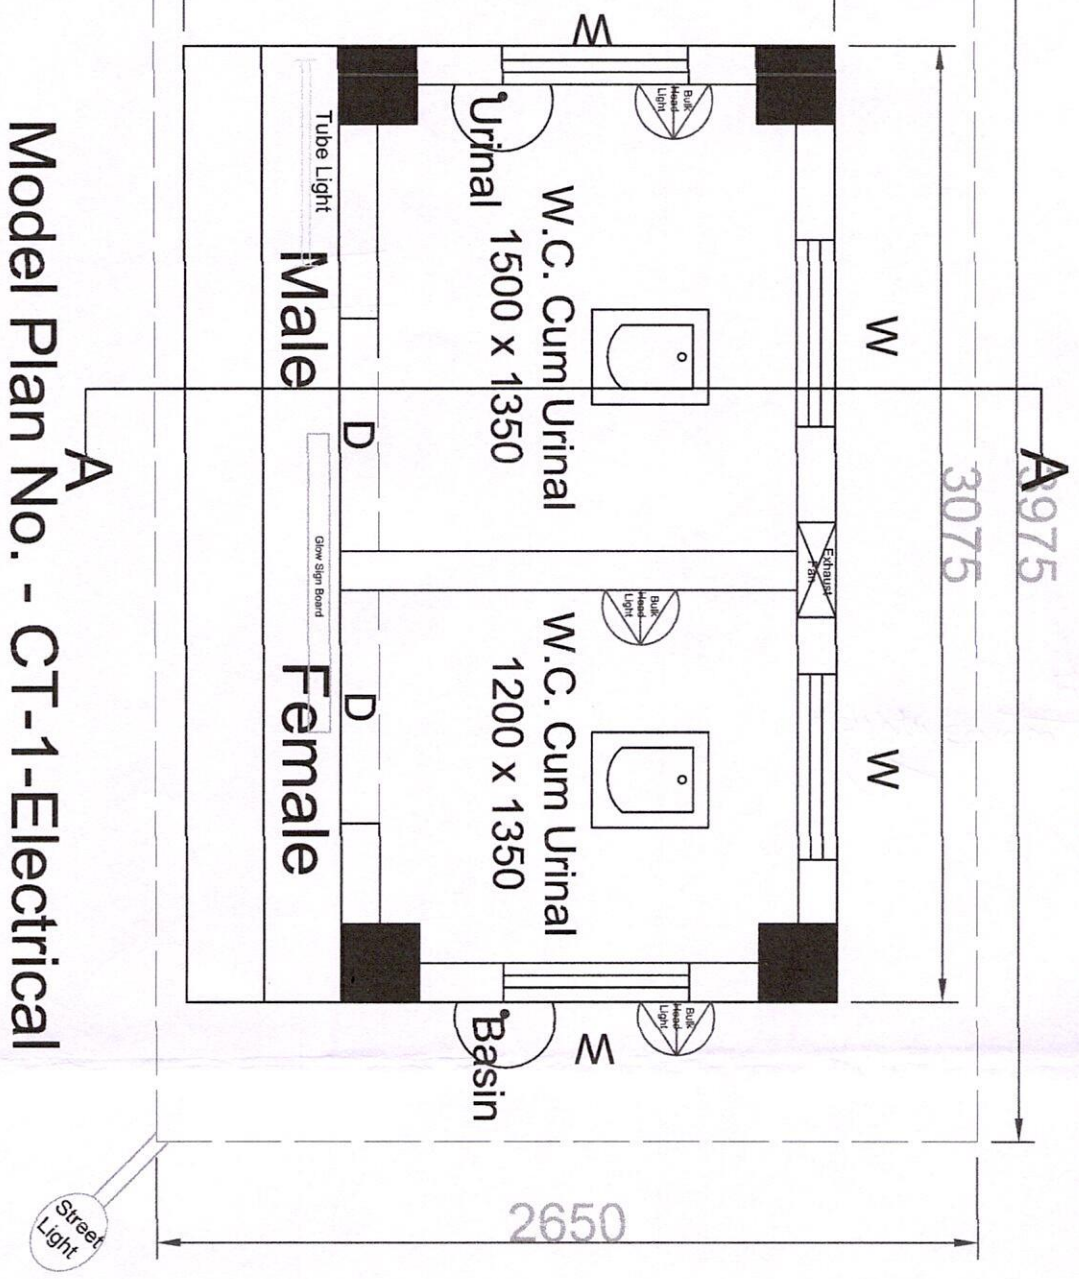 3975
A
3075
W
W
Exhaust
Fan
Bulk
Head
Light
Bulk
Head
Light
Bulk
Head
Light
W
W
W.C. Cum Urinal
1500 x 1350
W.C. Cum Urinal
1200 x 1350
Urinal
Basin
2650
D
D
Tube Light
Glow Sign Board
Male
Female
A
Street
Light
Model Plan No. - CT-1-Electrical